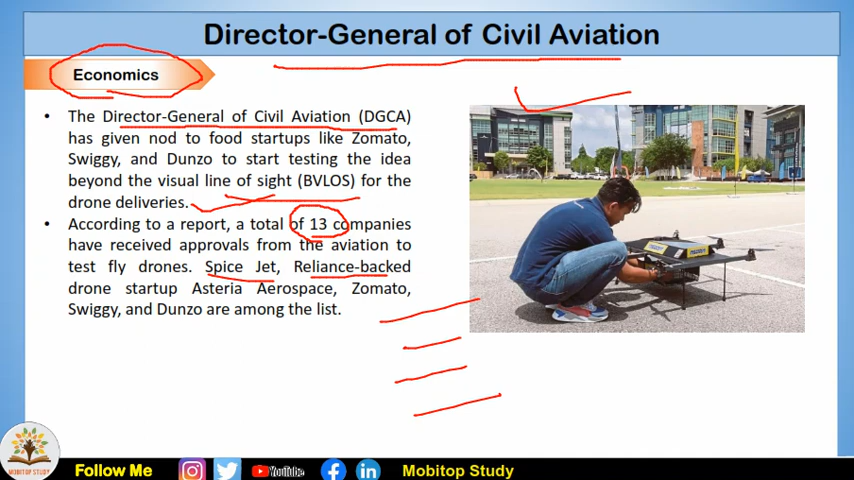 Director-General of Civil Aviation
Economics
• The Director-General of Civil Aviation (DGCA)
has given nod to food startups like Zomato,
Swiggy, and Dunzo to start testing the idea
beyond the visual line of sight (BVLOS) for the
drone deliveries.
• According to a report, a total of 13 companies
have received approvals from the aviation to
test fly drones. Spice Jet, Reliance-backed
drone startup Asteria Aerospace, Zomato,
Swiggy, and Dunzo are among the list.
MOBITOP STUDY
Follow Me
YouTube
Mobitop Study